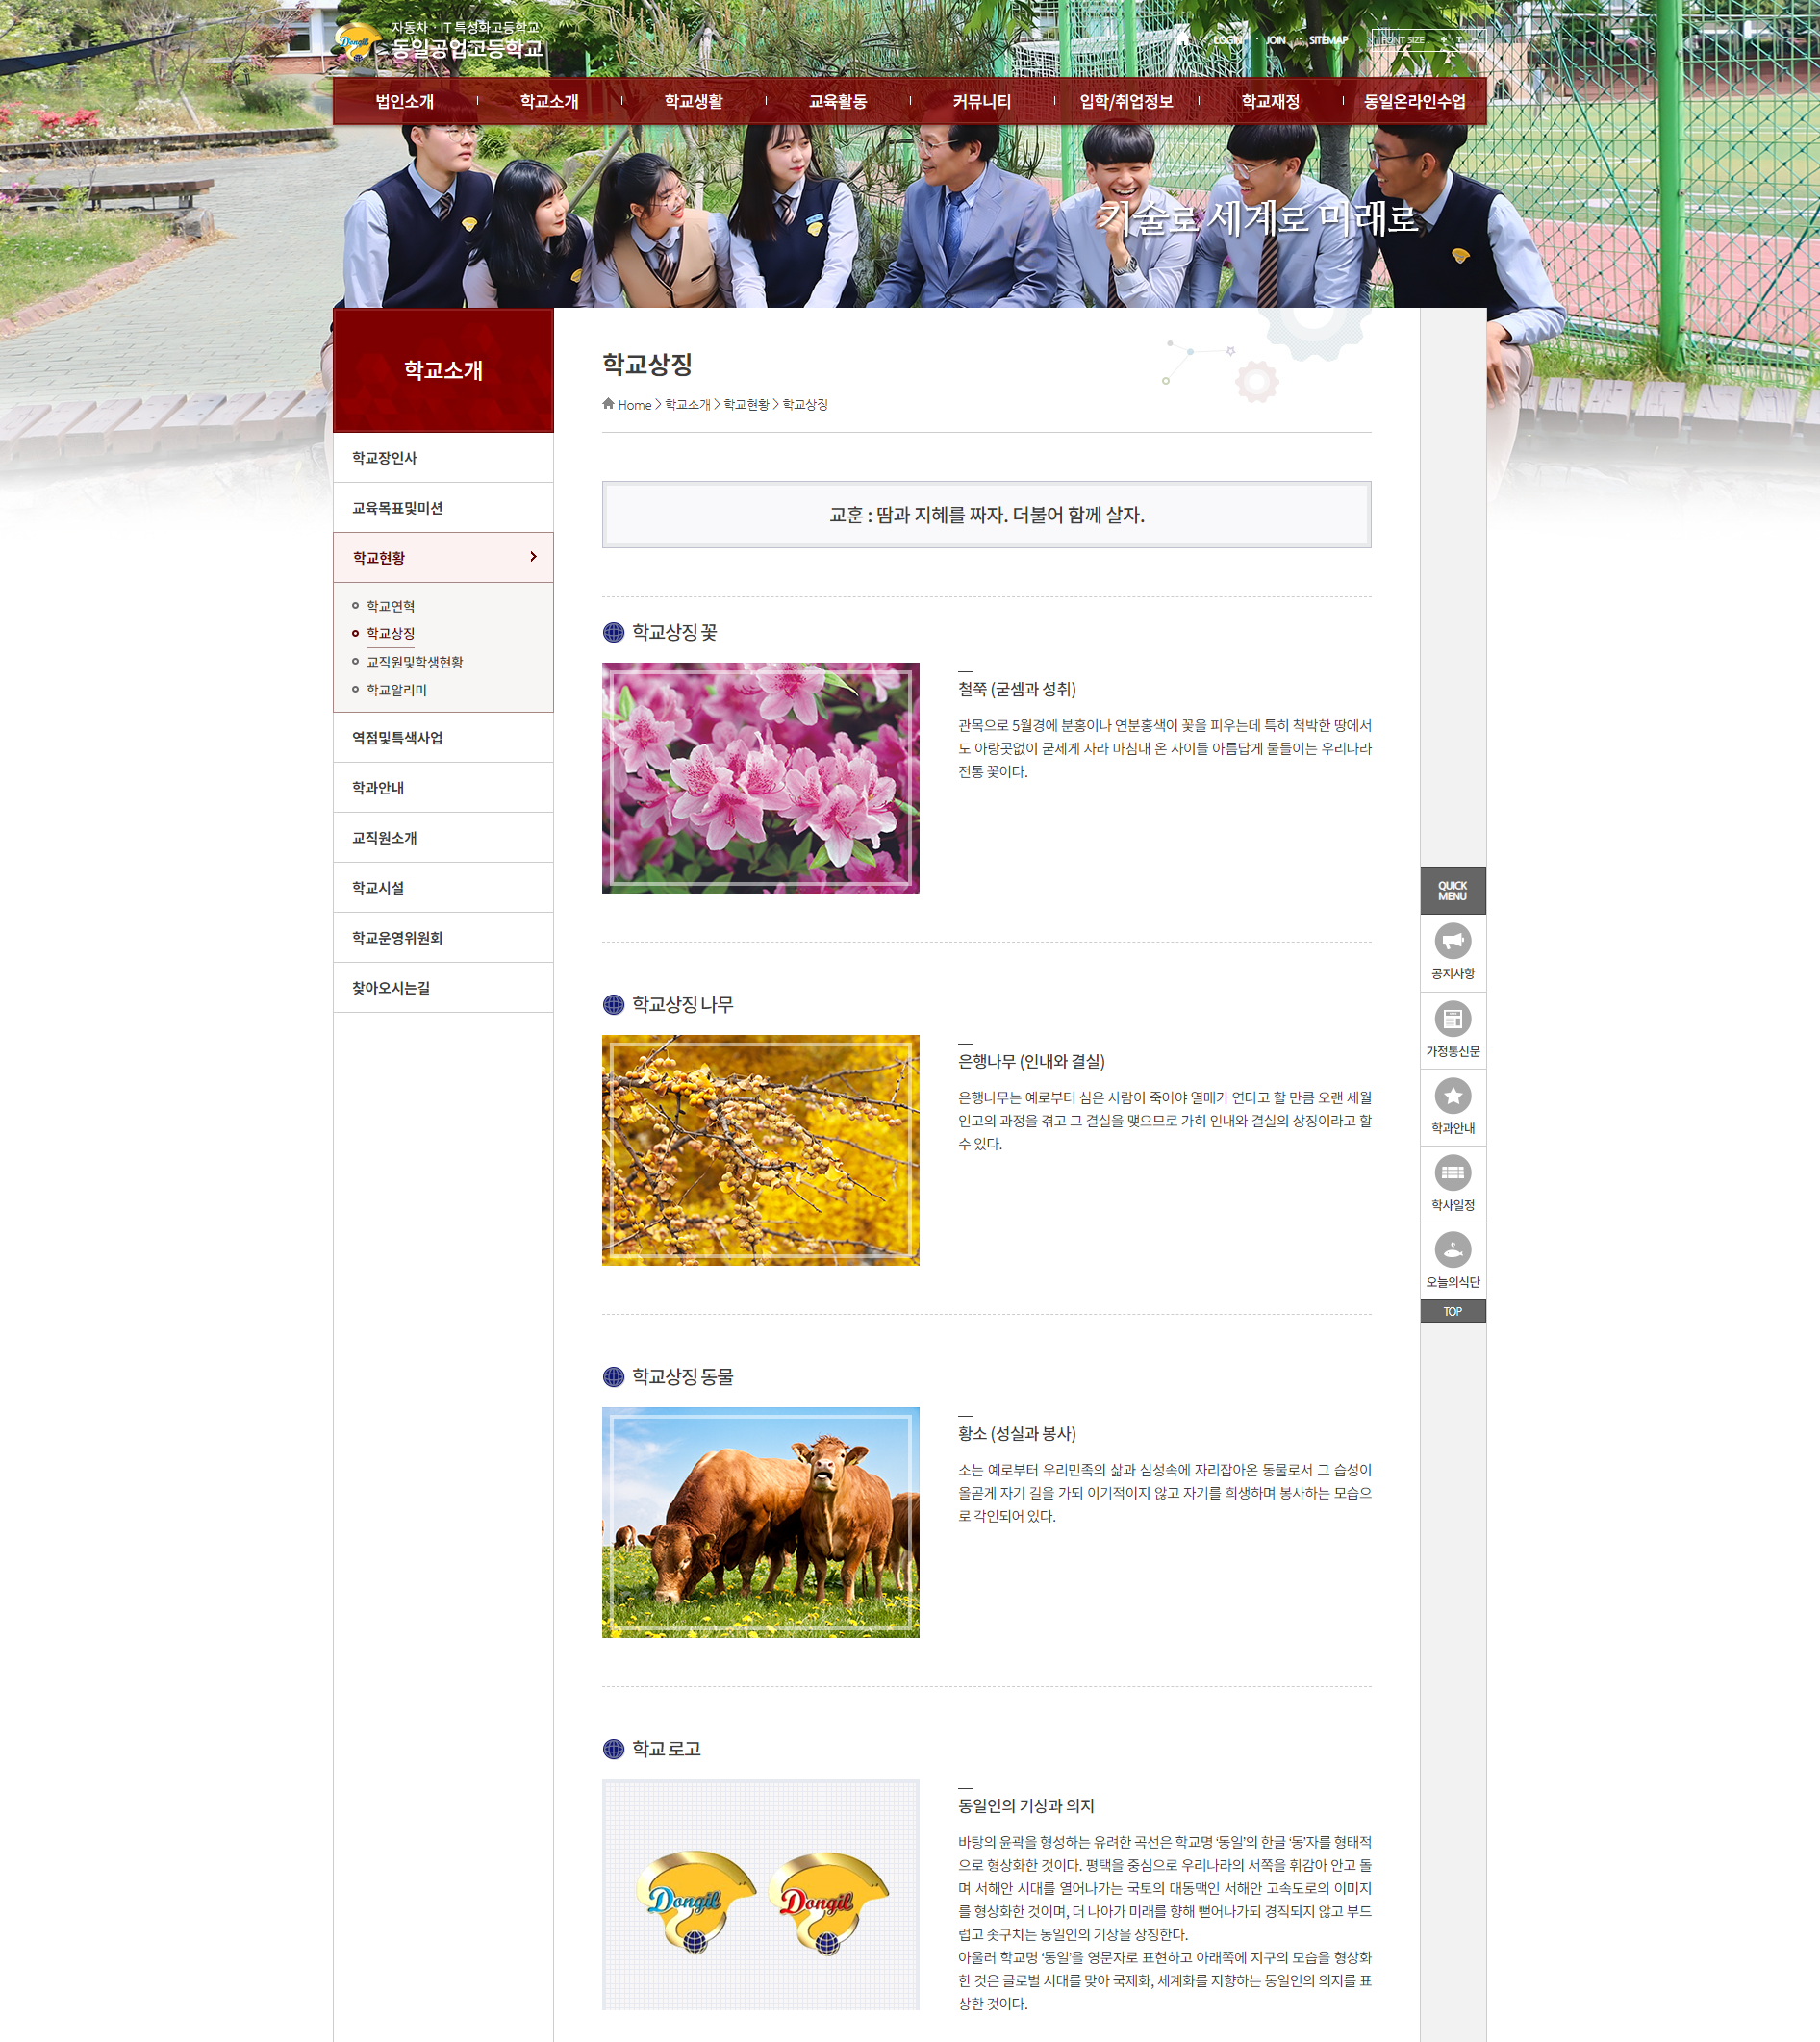 자동차 · IT 특성화고등학교
동일공업고등학교
LOGIN · JOIN · SITEMAP
FONT SIZE + T -
법인소개
학교소개
학교생활
교육활동
커뮤니티
입학/취업정보
학교재정
동일온라인수업
기술로 세계로 미래로
학교소개
학교장인사
교육목표및미션
학교현황
학교연혁
학교상징
교직원및학생현황
학교알리미
역점및특색사업
학과안내
교직원소개
학교시설
학교운영위원회
찾아오시는길
학교상징
Home > 학교소개 > 학교현황 > 학교상징
교훈 : 땀과 지혜를 짜자. 더불어 함께 살자.
학교상징 꽃
철쭉 (굳셈과 성취)
관목으로 5월경에 분홍이나 연분홍색이 꽃을 피우는데 특히 척박한 땅에서
도 아랑곳없이 굳세게 자라 마침내 온 사이들 아름답게 물들이는 우리나라
전통 꽃이다.
학교상징 나무
은행나무 (인내와 결실)
은행나무는 예로부터 심은 사람이 죽어야 열매가 연다고 할 만큼 오랜 세월
인고의 과정을 겪고 그 결실을 맺으므로 가히 인내와 결실의 상징이라고 할
수 있다.
학교상징 동물
황소 (성실과 봉사)
소는 예로부터 우리민족의 삶과 심성속에 자리잡아온 동물로서 그 습성이
올곧게 자기 길을 가되 이기적이지 않고 자기를 희생하며 봉사하는 모습으
로 각인되어 있다.
학교 로고
Dongil
Dongil
동일인의 기상과 의지
바탕의 윤곽을 형성하는 유려한 곡선은 학교명 ‘동일’의 한글 ‘동’자를 형태적
으로 형상화한 것이다. 평택을 중심으로 우리나라의 서쪽을 휘감아 안고 돌
며 서해안 시대를 열어나가는 국토의 대동맥인 서해안 고속도로의 이미지
를 형상화한 것이며, 더 나아가 미래를 향해 뻗어나가되 경직되지 않고 부드
럽고 솟구치는 동일인의 기상을 상징한다.
아울러 학교명 ‘동일’을 영문자로 표현하고 아래쪽에 지구의 모습을 형상화
한 것은 글로벌 시대를 맞아 국제화, 세계화를 지향하는 동일인의 의지를 표
상한 것이다.
QUICK
MENU
공지사항
가정통신문
학과안내
학사일정
오늘의식단
TOP